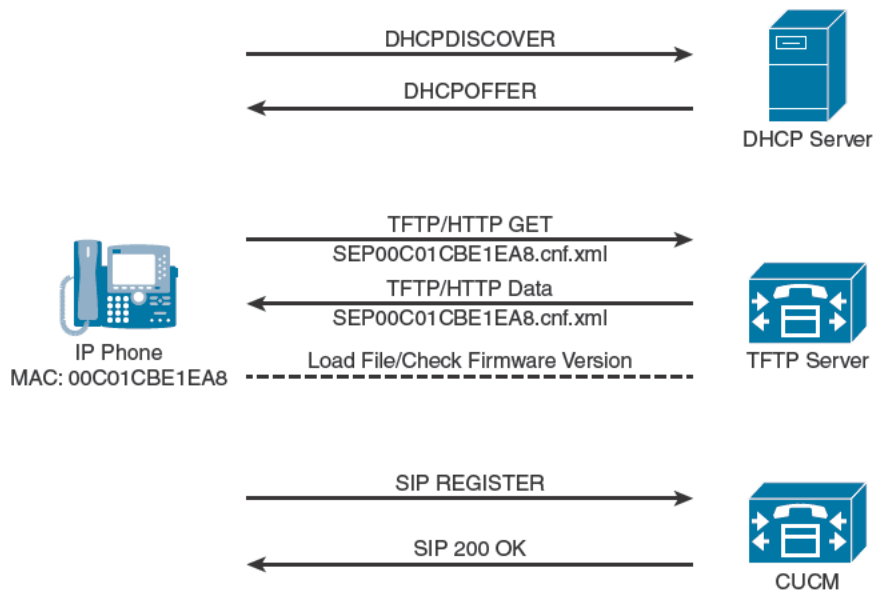 DHCPDISCOVER
DHCPOFFER
DHCP Server
TFTP/HTTP GET
SEP00C01CBE1EA8.cnf.xml
TFTP/HTTP Data
SEP00C01CBE1EA8.cnf.xml
IP Phone
MAC: 00C01CBE1EA8
Load File/Check Firmware Version
TFTP Server
SIP REGISTER
SIP 200 OK
CUCM